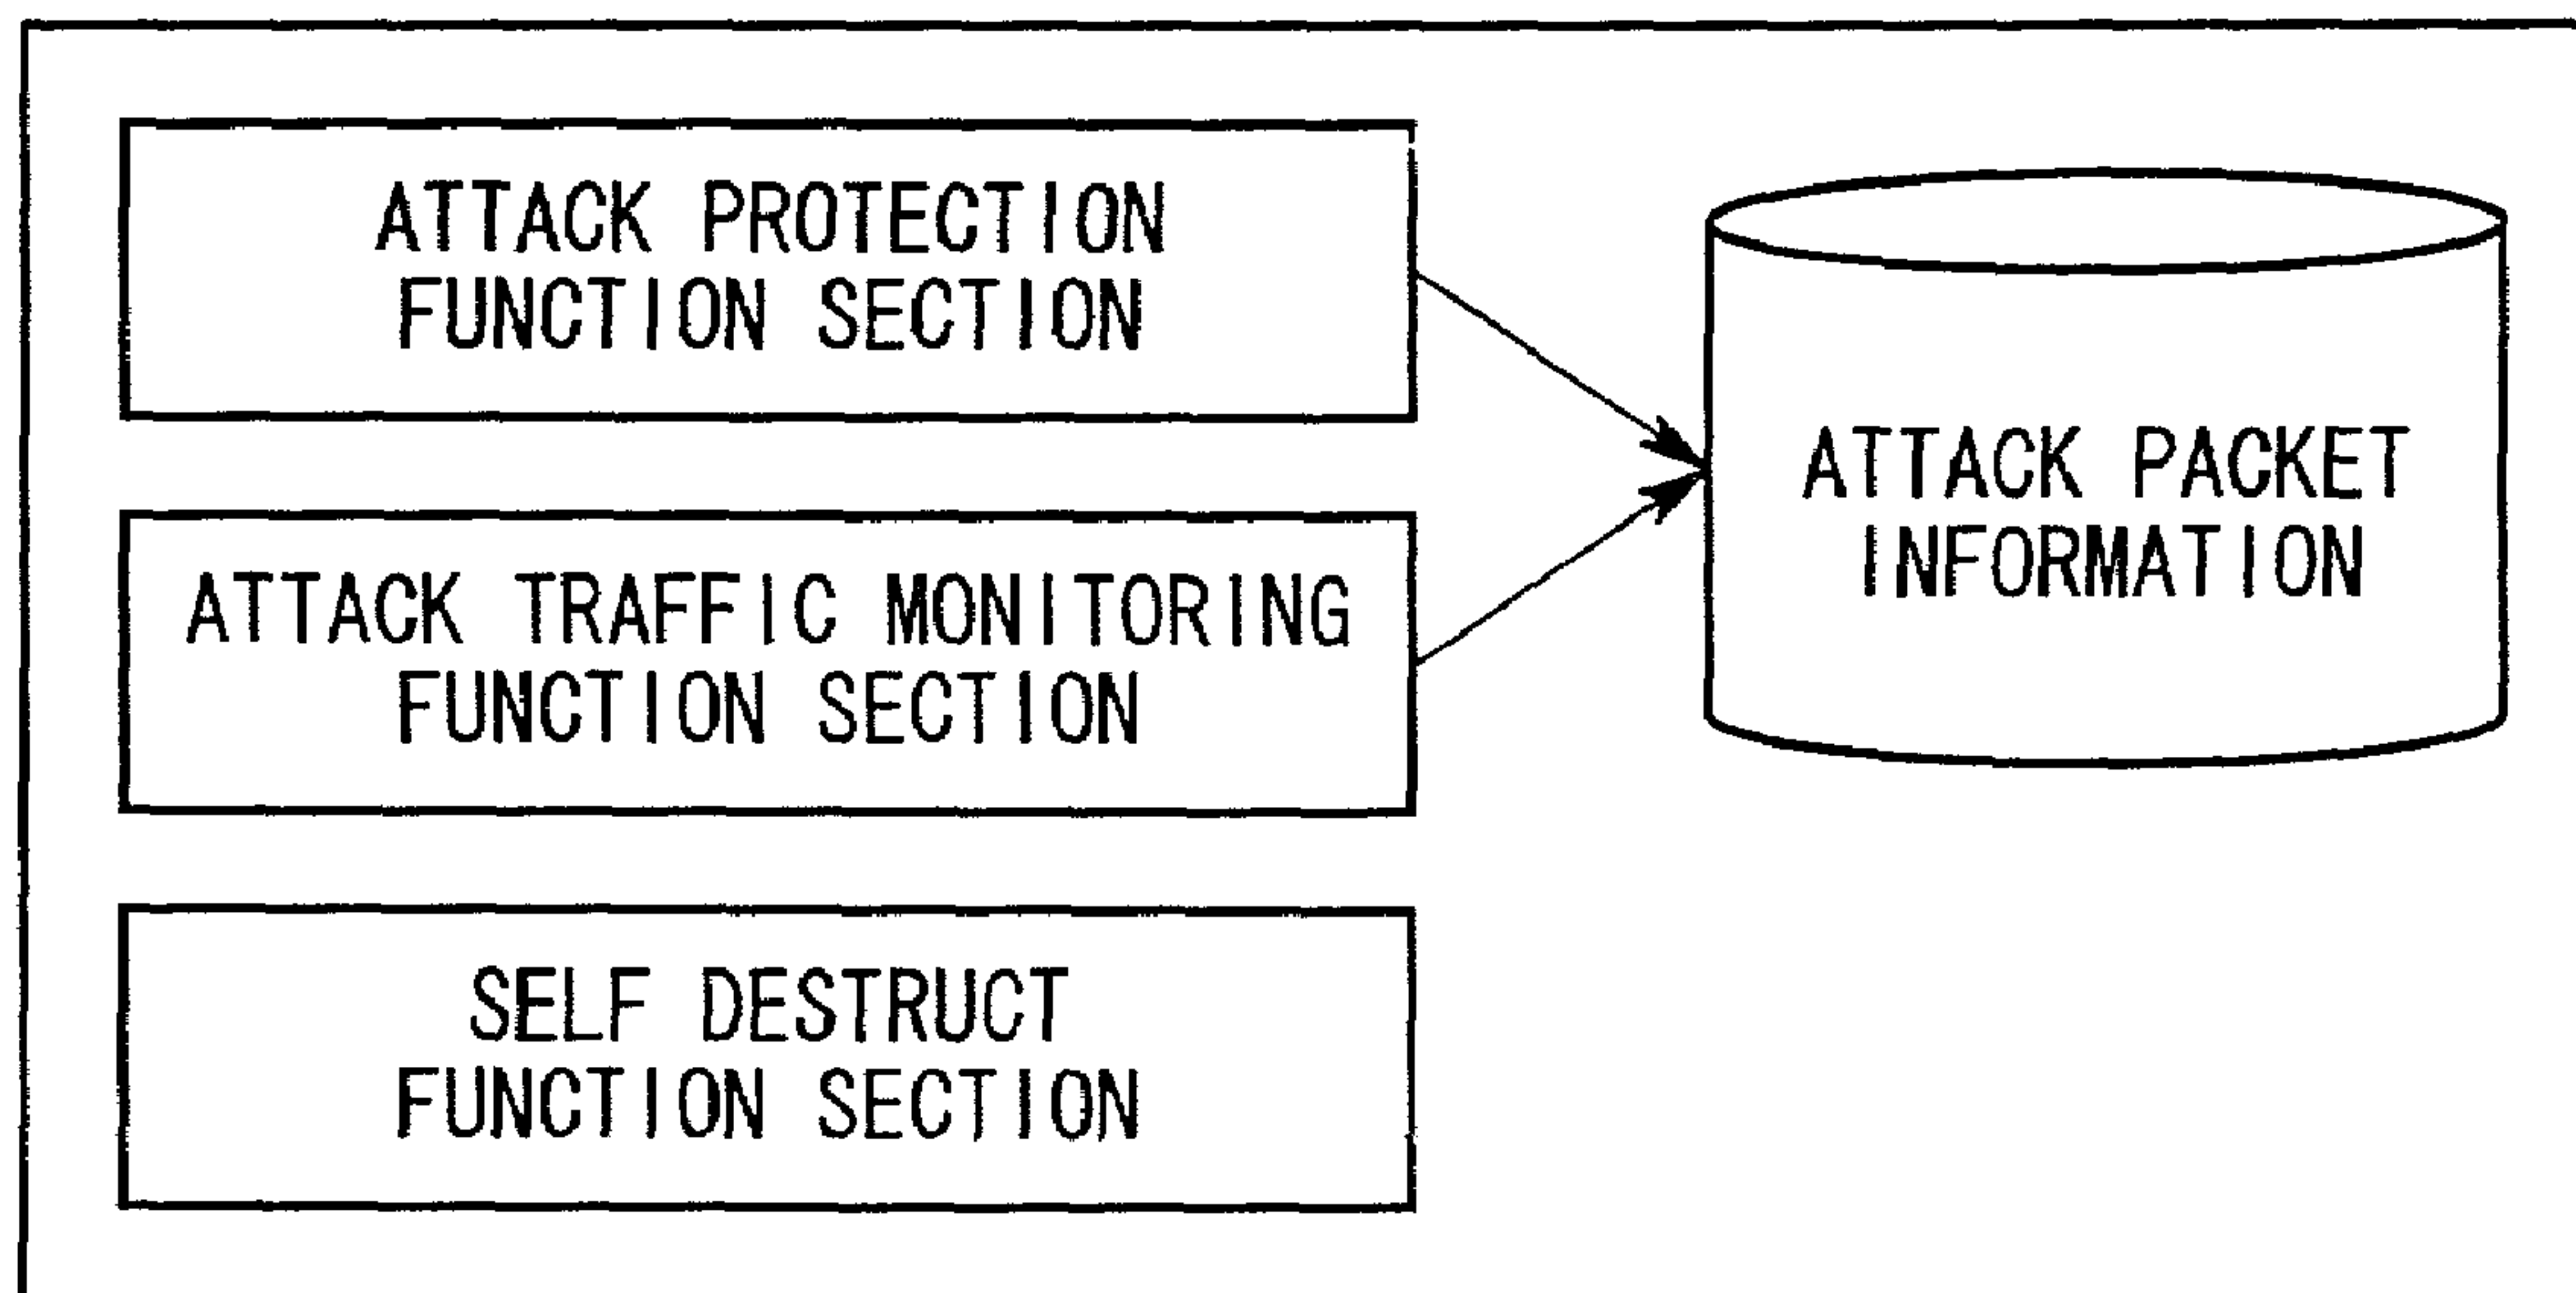 ATTACK PROTECTION
FUNCTION SECTION
ATTACK PACKET
INFORMATION
ATTACK TRAFFIC MONITORING
FUNCTION SECTION
SELF DESTRUCT
FUNCTION SECTION